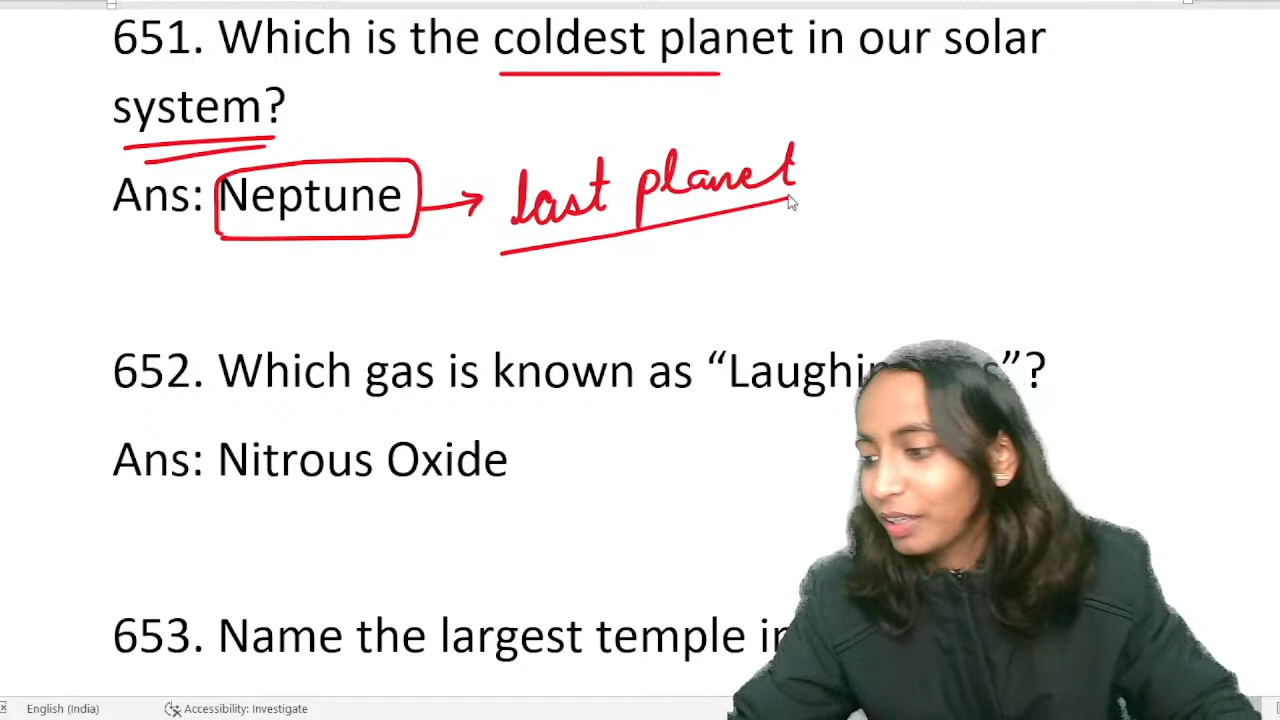 651. Which is the coldest planet in our solar
system?
Ans: Neptune → last planet
652. Which gas is known as “Laughin
Ans: Nitrous Oxide
653. Name the largest temple
English (India) Accessibility: Investigate